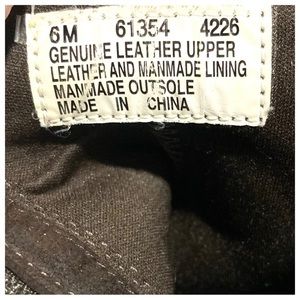 6M 61354 4226
GENUINE LEATHER UPPER
LEATHER AND MANMADE LINING
MANMADE OUTSOLE
MADE IN CHINA